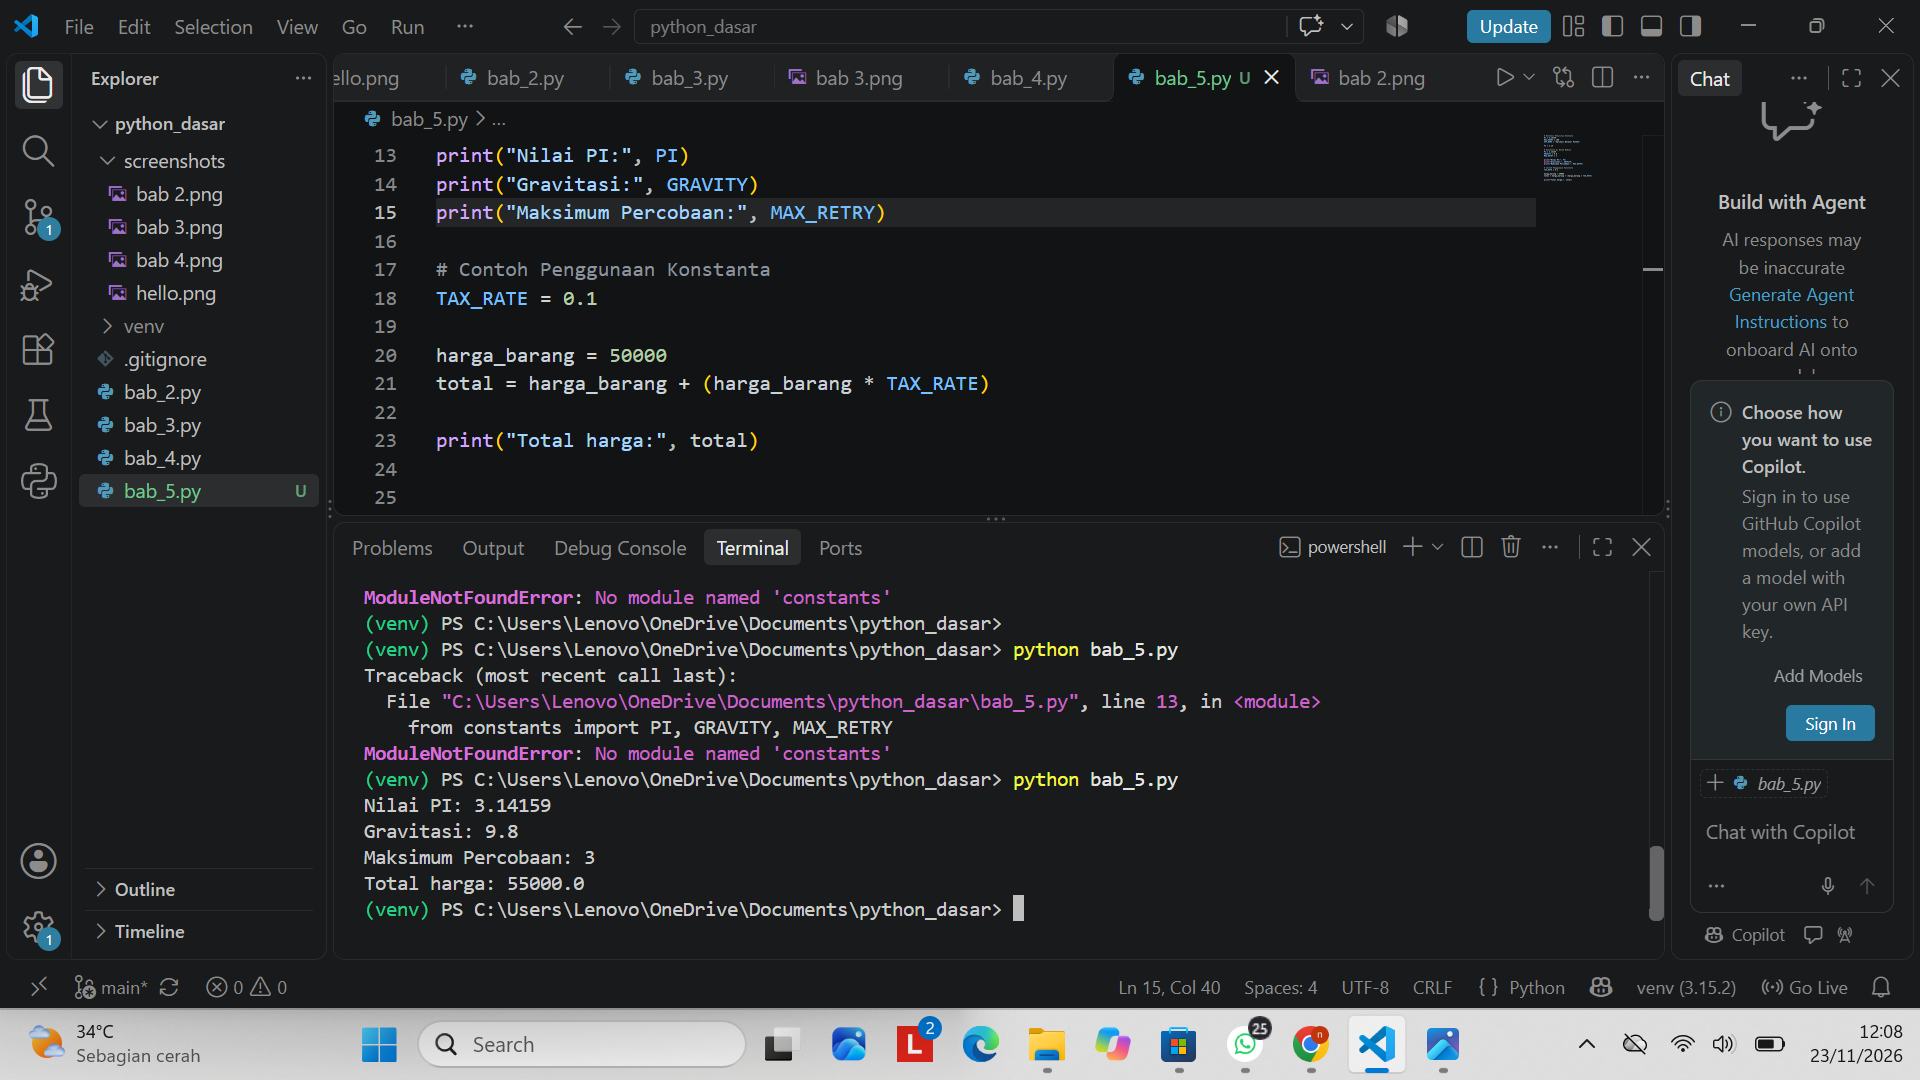 File Edit Selection View Go Run ...
python_dasar
Update
Explorer
python_dasar
screenshots
bab 2.png
bab 3.png
bab 4.png
hello.png
venv
.gitignore
bab_2.py
bab_3.py
bab_4.py
bab_5.py U
Outline
Timeline
1
1
ello.png bab_2.py bab_3.py bab 3.png bab_4.py bab_5.py U bab 2.png
bab_5.py > ...
13 print("Nilai PI:", PI)
14 print("Gravitasi:", GRAVITY)
15 print("Maksimum Percobaan:", MAX_RETRY)
16
17 # Contoh Penggunaan Konstanta
18 TAX_RATE = 0.1
19
20 harga_barang = 50000
21 total = harga_barang + (harga_barang * TAX_RATE)
22
23 print("Total harga:", total)
24
25
Problems Output Debug Console Terminal Ports
powershell
ModuleNotFoundError: No module named 'constants'
(venv) PS C:\Users\Lenovo\OneDrive\Documents\python_dasar>
(venv) PS C:\Users\Lenovo\OneDrive\Documents\python_dasar> python bab_5.py
Traceback (most recent call last):
File "C:\Users\Lenovo\OneDrive\Documents\python_dasar\bab_5.py", line 13, in <module>
from constants import PI, GRAVITY, MAX_RETRY
ModuleNotFoundError: No module named 'constants'
(venv) PS C:\Users\Lenovo\OneDrive\Documents\python_dasar> python bab_5.py
Nilai PI: 3.14159
Gravitasi: 9.8
Maksimum Percobaan: 3
Total harga: 55000.0
(venv) PS C:\Users\Lenovo\OneDrive\Documents\python_dasar>
Chat
Build with Agent
AI responses may
be inaccurate
Generate Agent
Instructions to
onboard AI onto
Choose how
you want to use
Copilot.
Sign in to use
GitHub Copilot
models, or add
a model with
your own API
key.
Add Models
Sign In
bab_5.py
Chat with Copilot
Copilot
main* 0 0 Ln 15, Col 40 Spaces: 4 UTF-8 CRLF { } Python venv (3.15.2) Go Live
34°C
Sebagian cerah
Search
L 2
25
n
12:08
23/11/2026